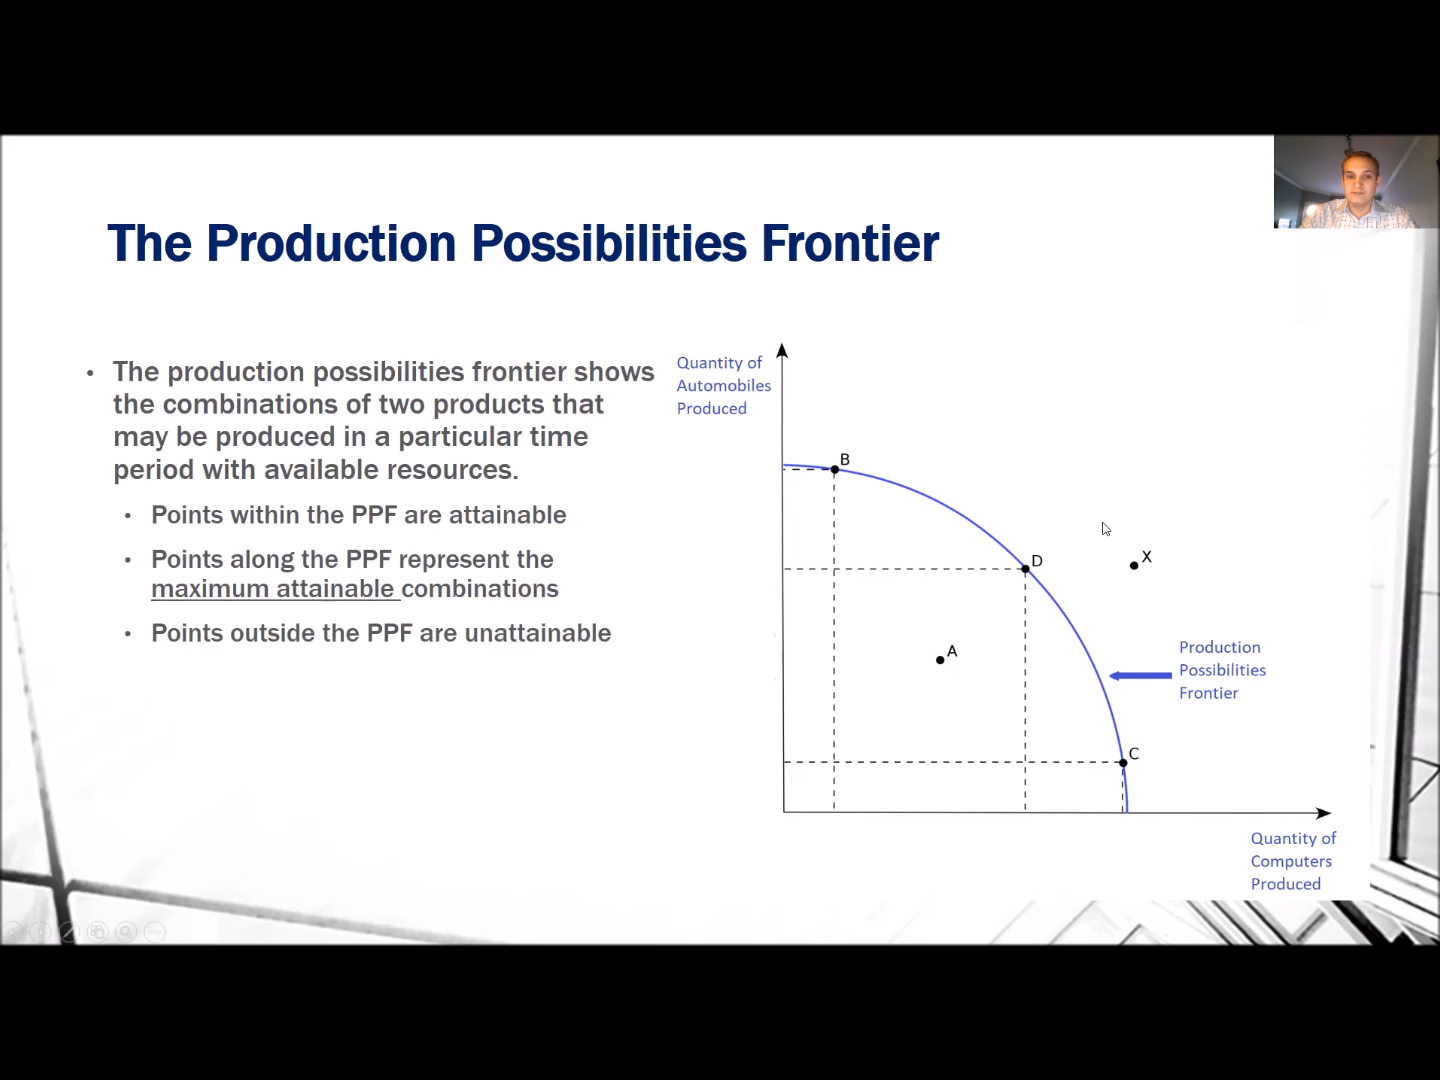 The Production Possibilities Frontier
• The production possibilities frontier shows
the combinations of two products that
may be produced in a particular time
period with available resources.
• Points within the PPF are attainable
• Points along the PPF represent the
maximum attainable combinations
• Points outside the PPF are unattainable
Quantity of
Automobiles
Produced
B
D
X
A
Production
Possibilities
Frontier
C
Quantity of
Computers
Produced